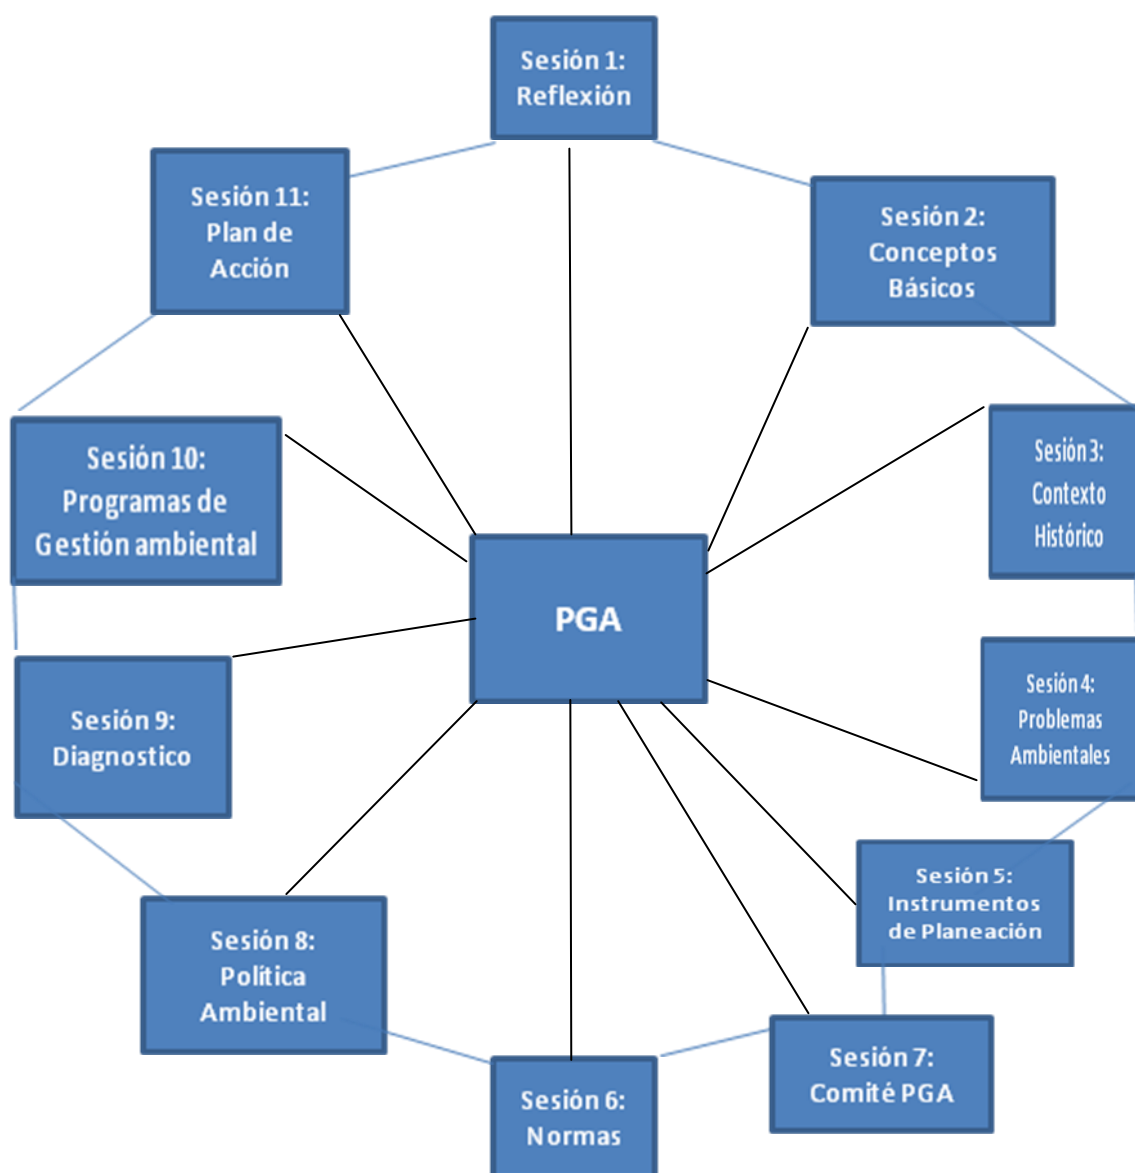 Sesión 1:
Reflexión
Sesión 2:
Conceptos
Básicos
Sesión 3:
Contexto
Histórico
Sesión 4:
Problemas
Ambientales
Sesión 5:
Instrumentos
de Planeación
Sesión 7:
Comité PGA
Sesión 6:
Normas
Sesión 8:
Política
Ambiental
Sesión 9:
Diagnostico
Sesión 10:
Programas de
Gestión ambiental
Sesión 11:
Plan de
Acción
PGA